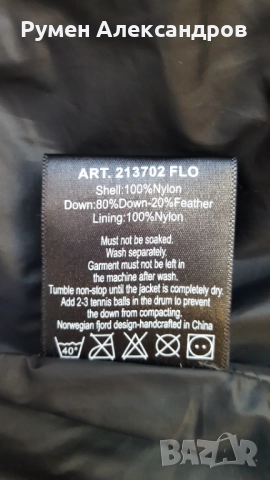 Румен Александров
ART. 213702 FLO
Shell:100%Nylon
Down:80%Down-20%Feather
Lining:100%Nylon
Must not be soaked.
Wash separately.
Garment must not be left in
the machine after wash.
Tumble non-stop until the jacket is completely dry.
Add 2-3 tennis balls in the drum to prevent
the down from compacting.
Norwegian fjord design-handcrafted in China
40°
BAZAR
bg